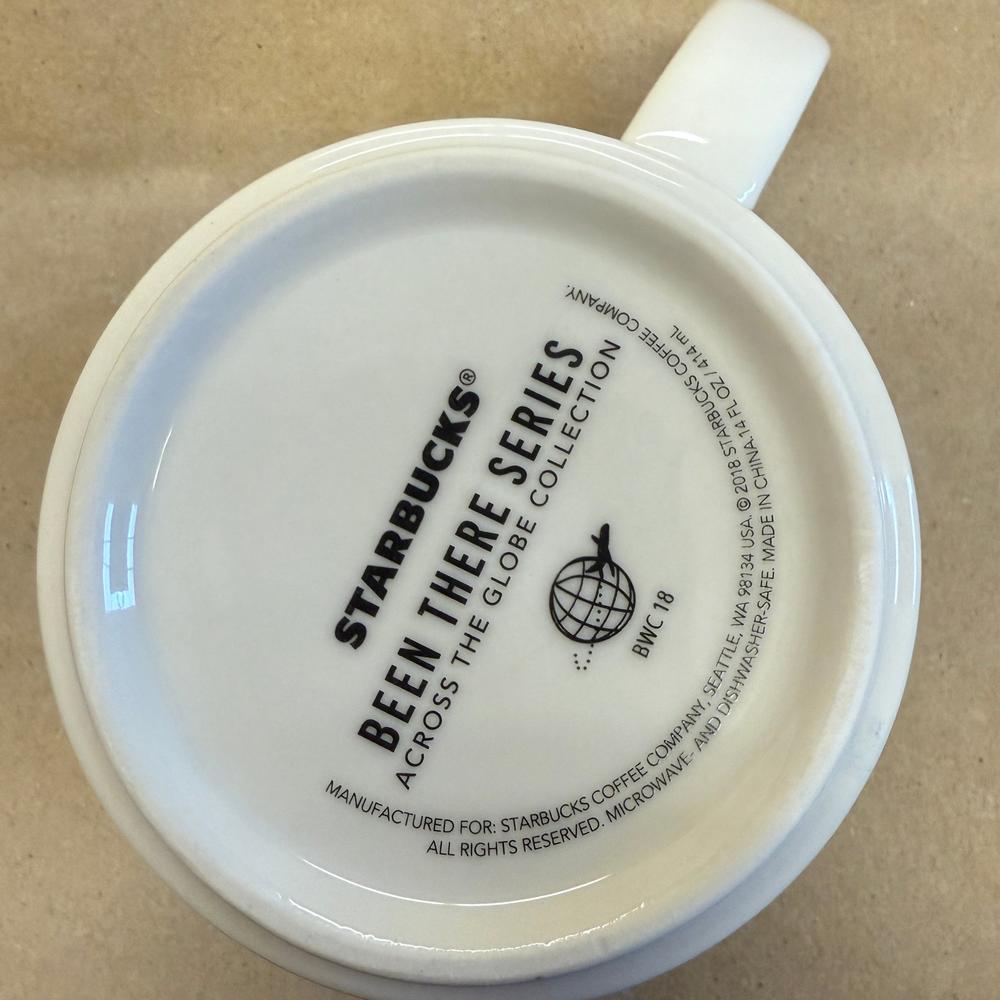 STARBUCKS®
BEEN THERE SERIES
ACROSS THE GLOBE COLLECTION
BWC 18
MANUFACTURED FOR: STARBUCKS COFFEE COMPANY, SEATTLE, WA 98134 USA. © 2018 STARBUCKS COFFEE COMPANY.
ALL RIGHTS RESERVED. MICROWAVE- AND DISHWASHER-SAFE. MADE IN CHINA. 14 FL OZ / 414 mL